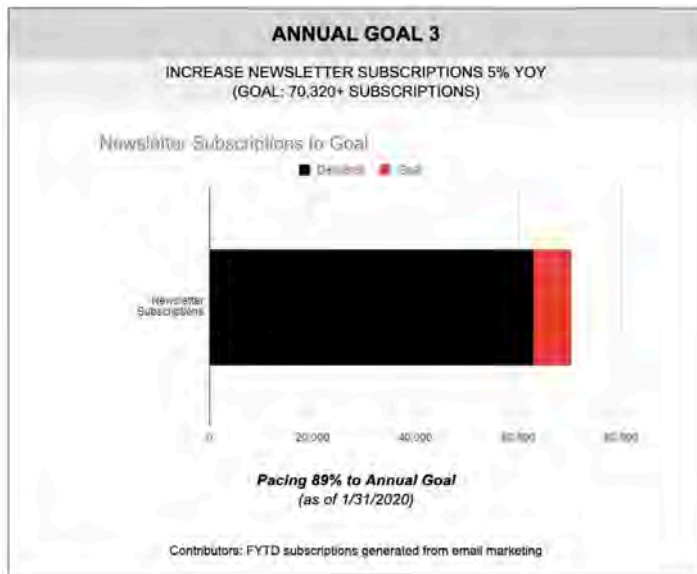 ANNUAL GOAL 3
INCREASE NEWSLETTER SUBSCRIPTIONS 5% YOY
(GOAL: 70,320+ SUBSCRIPTIONS)
Newsletter Subscriptions to Goal
Goal
Newsletter
Subscriptions
0 20,000 40,000 60,000 80,000
Pacing 89% to Annual Goal
(as of 1/31/2020)
Contributors: FYTD subscriptions generated from email marketing